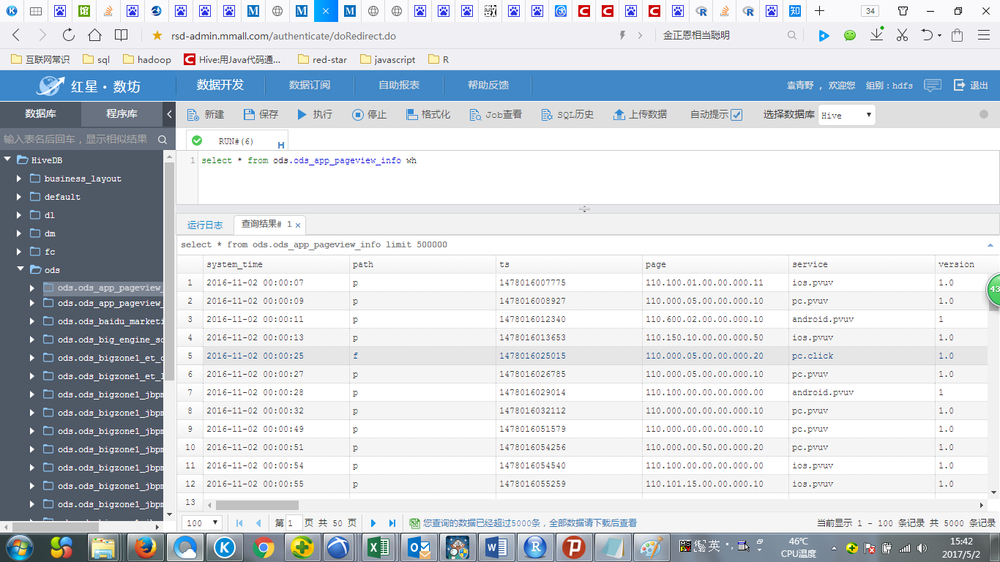 34
rsd-admin.mmall.com/authenticate/doRedirect.do
金正恩相当聪明
互联网常识 sql hadoop Hive:用Java代码通... red-star javascript R
红星·数坊 数据开发 数据订阅 自助报表 帮助反馈 袁青野 , 欢迎您 组别:hdfs 退出
数据库 程序库 新建 保存 执行 停止 格式化 Job查看 SQL历史 上传数据 自动提示 选择数据库 Hive
输入表名后回车，显示相似结果
RUN#(6) H
1 select * from ods.ods_app_pageview_info wh
HiveDB
business_layout
default
dl
dm
fc
ods
ods.ods_app_pageview_
ods.ods_app_pageview_
ods.ods_baidu_marketi
ods.ods_big_engine_so
ods.ods_bigzone1_et_
ods.ods_bigzone1_et_
ods.ods_bigzone1_jbpm
ods.ods_bigzone1_jbpm
ods.ods_bigzone1_jbpm
ods.ods_bigzone1_jbpm
ods.ods_bigzone1_jbpm
ods.ods_bigzone1_jbpm
ods.ods_bigzone1_jbpm
运行日志 查询结果# 1
select * from ods.ods_app_pageview_info limit 500000
system_time path ts page service version
1 2016-11-02 00:00:07 p 1478016007775 110.100.01.00.00.000.11 ios.pvuv 1.0
2 2016-11-02 00:00:09 p 1478016008927 110.000.05.00.00.000.10 pc.pvuv 1.0
3 2016-11-02 00:00:11 p 1478016012340 110.600.02.00.00.000.10 android.pvuv 1
4 2016-11-02 00:00:13 p 1478016013653 110.150.10.00.00.000.50 ios.pvuv 1.0
5 2016-11-02 00:00:25 f 1478016025015 110.000.05.00.00.000.20 pc.click 1.0
6 2016-11-02 00:00:27 p 1478016026785 110.000.05.00.00.000.10 pc.pvuv 1.0
7 2016-11-02 00:00:28 p 1478016029014 110.100.00.00.00.000.00 android.pvuv 1
8 2016-11-02 00:00:32 p 1478016032112 110.000.00.00.00.000.10 pc.pvuv 1.0
9 2016-11-02 00:00:49 p 1478016051579 110.000.00.00.00.000.10 pc.pvuv 1.0
10 2016-11-02 00:00:51 p 1478016054256 110.000.00.50.00.000.20 pc.pvuv 1.0
11 2016-11-02 00:00:54 p 1478016054540 110.100.00.00.00.000.00 ios.pvuv 1.0
12 2016-11-02 00:00:55 p 1478016055259 110.101.15.00.00.000.10 ios.pvuv 1.0
13
43
100 第 1 页 共 50 页 您查询的数据已经超过5000条，全部数据请下载后查看 当前显示 1 - 100 条记录 共 5000 条记录
英 46℃ 15:42
CPU温度 2017/5/2